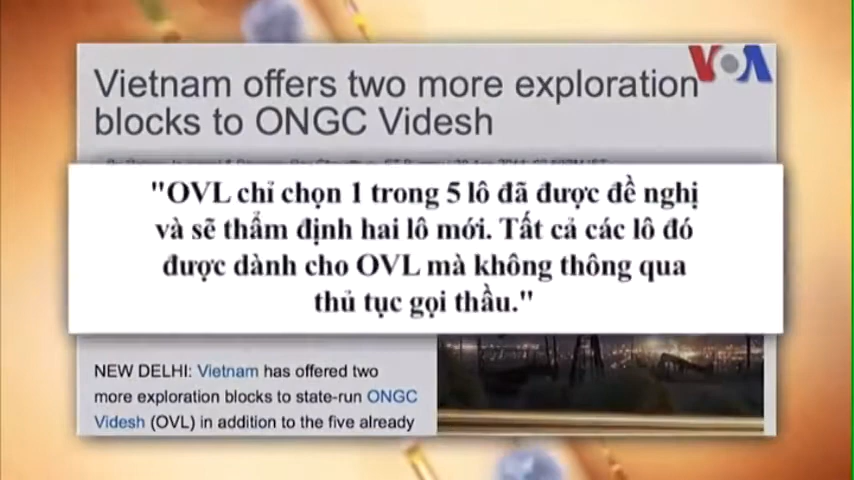 VOA
Vietnam offers two more exploration
blocks to ONGC Videsh
"OVL chỉ chọn 1 trong 5 lô đã được đề nghị
và sẽ thẩm định hai lô mới. Tất cả các lô đó
được dành cho OVL mà không thông qua
thủ tục gọi thầu."
NEW DELHI: Vietnam has offered two
more exploration blocks to state-run ONGC
Videsh (OVL) in addition to the five already